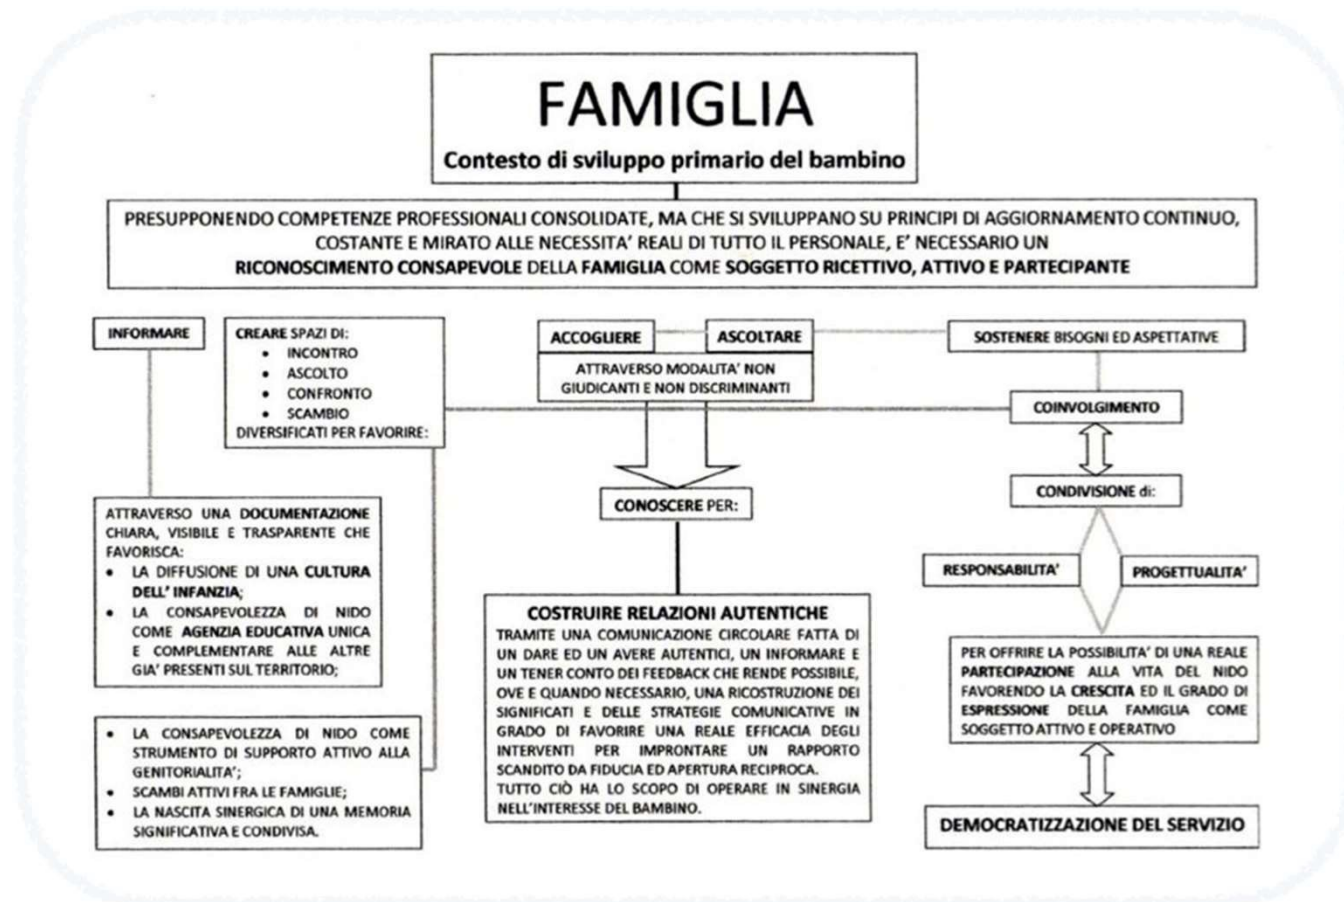 FAMIGLIA
Contesto di sviluppo primario del bambino
PRESUPPONENDO COMPETENZE PROFESSIONALI CONSOLIDATE, MA CHE SI SVILUPPANO SU PRINCIPI DI AGGIORNAMENTO CONTINUO,
COSTANTE E MIRATO ALLE NECESSITA' REALI DI TUTTO IL PERSONALE, E' NECESSARIO UN
RICONOSCIMENTO CONSAPEVOLE DELLA FAMIGLIA COME SOGGETTO RICETTIVO, ATTIVO E PARTECIPANTE
INFORMARE
CREARE SPAZI DI:
• INCONTRO
• ASCOLTO
• CONFRONTO
• SCAMBIO
DIVERSIFICATI PER FAVORIRE:
ACCOGLIERE
ASCOLTARE
ATTRAVERSO MODALITA' NON
GIUDICANTI E NON DISCRIMINANTI
SOSTENERE BISOGNI ED ASPETTATIVE
COINVOLGIMENTO
CONDIVISIONE di:
CONOSCERE PER:
ATTRAVERSO UNA DOCUMENTAZIONE
CHIARA, VISIBILE E TRASPARENTE CHE
FAVORISCA:
• LA DIFFUSIONE DI UNA CULTURA
DELL' INFANZIA;
• LA CONSAPEVOLEZZA DI NIDO
COME AGENZIA EDUCATIVA UNICA
E COMPLEMENTARE ALLE ALTRE
GIA' PRESENTI SUL TERRITORIO;
• LA CONSAPEVOLEZZA DI NIDO COME
STRUMENTO DI SUPPORTO ATTIVO ALLA
GENITORIALITA';
• SCAMBI ATTIVI FRA LE FAMIGLIE;
• LA NASCITA SINERGICA DI UNA MEMORIA
SIGNIFICATIVA E CONDIVISA.
COSTRUIRE RELAZIONI AUTENTICHE
TRAMITE UNA COMUNICAZIONE CIRCOLARE FATTA DI
UN DARE ED UN AVERE AUTENTICI, UN INFORMARE E
UN TENER CONTO DEI FEEDBACK CHE RENDE POSSIBILE,
OVE E QUANDO NECESSARIO, UNA RICOSTRUZIONE DEI
SIGNIFICATI E DELLE STRATEGIE COMUNICATIVE IN
GRADO DI FAVORIRE UNA REALE EFFICACIA DEGLI
INTERVENTI PER IMPRONTARE UN RAPPORTO
SCANDITO DA FIDUCIA ED APERTURA RECIPROCA.
TUTTO CIÒ HA LO SCOPO DI OPERARE IN SINERGIA
NELL'INTERESSE DEL BAMBINO.
RESPONSABILITA'
PROGETTUALITA'
PER OFFRIRE LA POSSIBILITA' DI UNA REALE
PARTECIPAZIONE ALLA VITA DEL NIDO
FAVORENDO LA CRESCITA ED IL GRADO DI
ESPRESSIONE DELLA FAMIGLIA COME
SOGGETTO ATTIVO E OPERATIVO
DEMOCRATIZZAZIONE DEL SERVIZIO